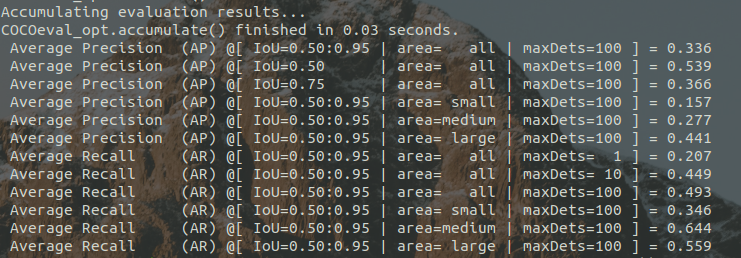 Accumulating evaluation results...
COCOeval_opt.accumulate() finished in 0.03 seconds.
 Average Precision  (AP) @[ IoU=0.50:0.95 | area=   all | maxDets=100 ] = 0.336
 Average Precision  (AP) @[ IoU=0.50      | area=   all | maxDets=100 ] = 0.539
 Average Precision  (AP) @[ IoU=0.75      | area=   all | maxDets=100 ] = 0.366
 Average Precision  (AP) @[ IoU=0.50:0.95 | area= small | maxDets=100 ] = 0.157
 Average Precision  (AP) @[ IoU=0.50:0.95 | area=medium | maxDets=100 ] = 0.277
 Average Precision  (AP) @[ IoU=0.50:0.95 | area= large | maxDets=100 ] = 0.441
 Average Recall     (AR) @[ IoU=0.50:0.95 | area=   all | maxDets=  1 ] = 0.207
 Average Recall     (AR) @[ IoU=0.50:0.95 | area=   all | maxDets= 10 ] = 0.449
 Average Recall     (AR) @[ IoU=0.50:0.95 | area=   all | maxDets=100 ] = 0.493
 Average Recall     (AR) @[ IoU=0.50:0.95 | area= small | maxDets=100 ] = 0.346
 Average Recall     (AR) @[ IoU=0.50:0.95 | area=medium | maxDets=100 ] = 0.644
 Average Recall     (AR) @[ IoU=0.50:0.95 | area= large | maxDets=100 ] = 0.559